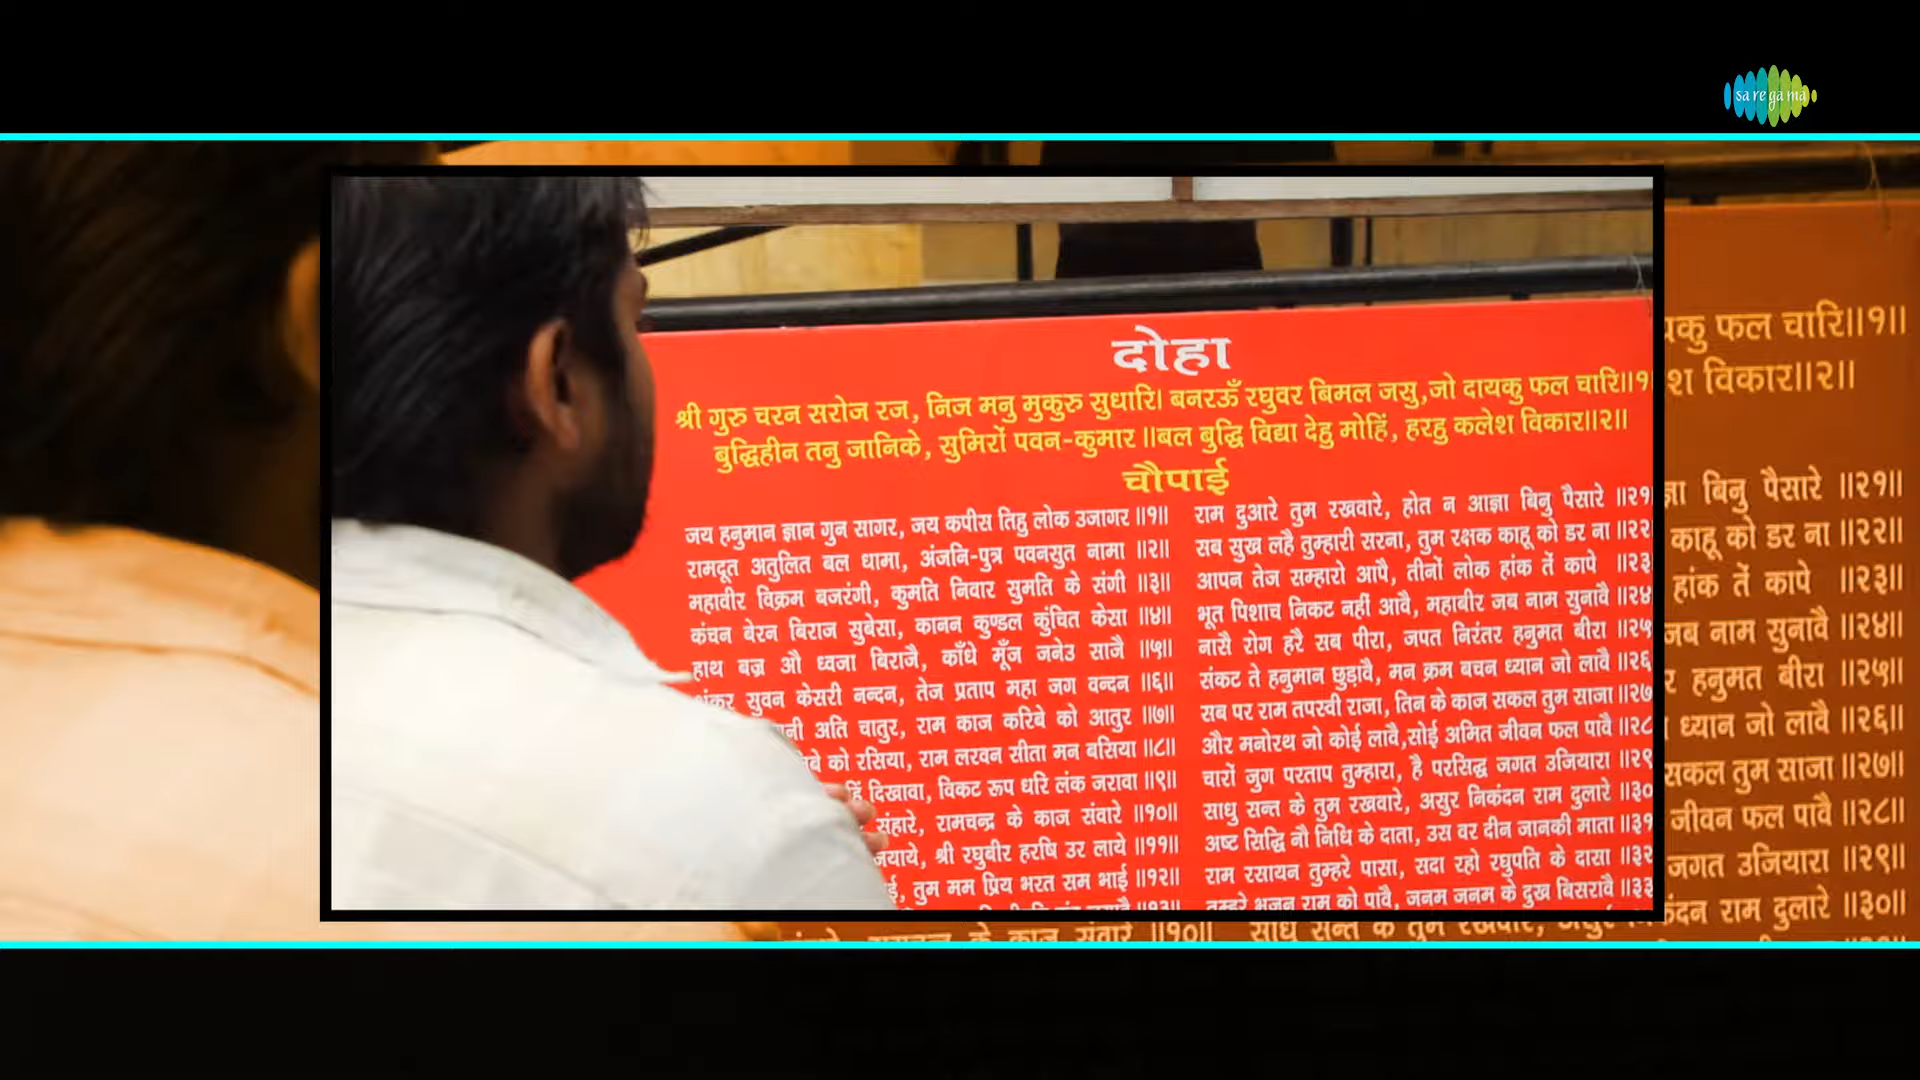 sa re ga ma
दोहा
श्री गुरु चरन सरोज रज, निज मनु मुकुरु सुधारि। बनरऊँ रघुवर बिमल जसु,जो दायकु फल चारि॥१
बुद्धिहीन तनु जानिके, सुमिरों पवन-कुमार ॥बल बुद्धि विद्या देहु मोहिं, हरहु कलेश विकार॥२॥
चौपाई
जय हनुमान ज्ञान गुन सागर, जय कपीस तिहु लोक उजागर ॥१॥
रामदूत अतुलित बल धामा, अंजनि-पुत्र पवनसुत नामा ॥२॥
महावीर विक्रम बजरंगी, कुमति निवार सुमति के संगी ॥३॥
कंचन बेरन बिराज सुबेसा, कानन कुण्डल कुंचित केसा ॥४॥
हाथ बज्र औ ध्वजा बिराजै, काँधे मूँज जनेउ साजै ॥५॥
सुवन केसरी नन्दन, तेज प्रताप महा जग वन्दन ॥६॥
अति चातुर, राम काज करिबे को आतुर ॥७॥
को रसिया, राम लखन सीता मन बसिया ॥८॥
दिखावा, विकट रूप धरि लंक जरावा ॥९॥
संहारे, रामचन्द्र के काज संवारे ॥१०॥
श्री रघुबीर हरषि उर लाये ॥११॥
तुम मम प्रिय भरत सम भाई ॥१२॥
राम दुआरे तुम रखवारे, होत न आज्ञा बिनु पैसारे ॥२१
सब सुख लहै तुम्हारी सरना, तुम रक्षक काहू को डर ना ॥२२
आपन तेज सम्हारो आपै, तीनों लोक हांक तें कापे ॥२३
भूत पिशाच निकट नहीं आवै, महाबीर जब नाम सुनावै ॥२४
नासै रोग हरै सब पीरा, जपत निरंतर हनुमत बीरा ॥२५
संकट ते हनुमान छुड़ावै, मन क्रम बचन ध्यान जो लावै ॥२६
सब पर राम तपस्वी राजा, तिन के काज सकल तुम साजा ॥२७
और मनोरथ जो कोई लावै,सोई अमित जीवन फल पावै ॥२८
चारों जुग परताप तुम्हारा, है परसिद्ध जगत उजियारा ॥२९
साधु सन्त के तुम रखवारे, असुर निकंदन राम दुलारे ॥३०
अष्ट सिद्धि नौ निधि के दाता, उस वर दीन जानकी माता ॥३१
राम रसायन तुम्हरे पासा, सदा रहो रघुपति के दासा ॥३२
तुम्हरे भजन राम को पावै, जनम जनम के दुख बिसरावै ॥३३
फल चारि॥१॥
विकार॥२॥
बिनु पैसारे ॥२१॥
काहू को डर ना ॥२२॥
हांक तें कापे ॥२३॥
जब नाम सुनावै ॥२४॥
हनुमत बीरा ॥२५॥
ध्यान जो लावै ॥२६॥
सकल तुम साजा ॥२७॥
जीवन फल पावै ॥२८॥
जगत उजियारा ॥२९॥
राम दुलारे ॥३०॥
के काज संवारे ॥१०॥